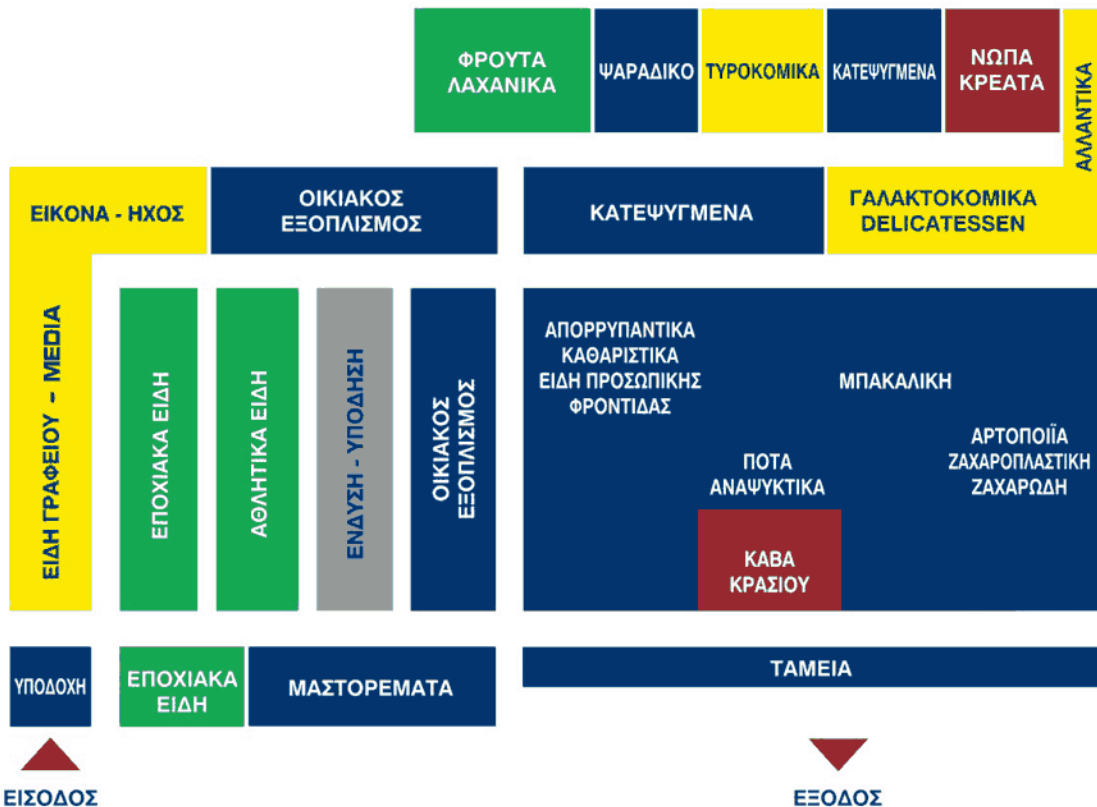 ΦΡΟΥΤΑ
ΛΑΧΑΝΙΚΑ
ΨΑΡΑΔΙΚΟ
ΤΥΡΟΚΟΜΙΚΑ
ΚΑΤΕΨΥΓΜΕΝΑ
ΝΩΠΑ
ΚΡΕΑΤΑ
ΑΛΛΑΝΤΙΚΑ
ΕΙΚΟΝΑ - ΗΧΟΣ
ΟΙΚΙΑΚΟΣ
ΕΞΟΠΛΙΣΜΟΣ
ΚΑΤΕΨΥΓΜΕΝΑ
ΓΑΛΑΚΤΟΚΟΜΙΚΑ
DELICATESSEN
ΕΙΔΗ ΓΡΑΦΕΙΟΥ – MEDIA
ΕΠΟΧΙΑΚΑ ΕΙΔΗ
ΑΘΛΗΤΙΚΑ ΕΙΔΗ
ΕΝΔΥΣΗ - ΥΠΟΔΗΣΗ
ΟΙΚΙΑΚΟΣ
ΕΞΟΠΛΙΣΜΟΣ
ΑΠΟΡΡΥΠΑΝΤΙΚΑ
ΚΑΘΑΡΙΣΤΙΚΑ
ΕΙΔΗ ΠΡΟΣΩΠΙΚΗΣ
ΦΡΟΝΤΙΔΑΣ
ΜΠΑΚΑΛΙΚΗ
ΠΟΤΑ
ΑΝΑΨΥΚΤΙΚΑ
ΑΡΤΟΠΟΙΪΑ
ΖΑΧΑΡΟΠΛΑΣΤΙΚΗ
ΖΑΧΑΡΩΔΗ
ΚΑΒΑ
ΚΡΑΣΙΟΥ
ΥΠΟΔΟΧΗ
ΕΠΟΧΙΑΚΑ
ΕΙΔΗ
ΜΑΣΤΟΡΕΜΑΤΑ
ΤΑΜΕΙΑ
ΕΙΣΟΔΟΣ
ΕΞΟΔΟΣ